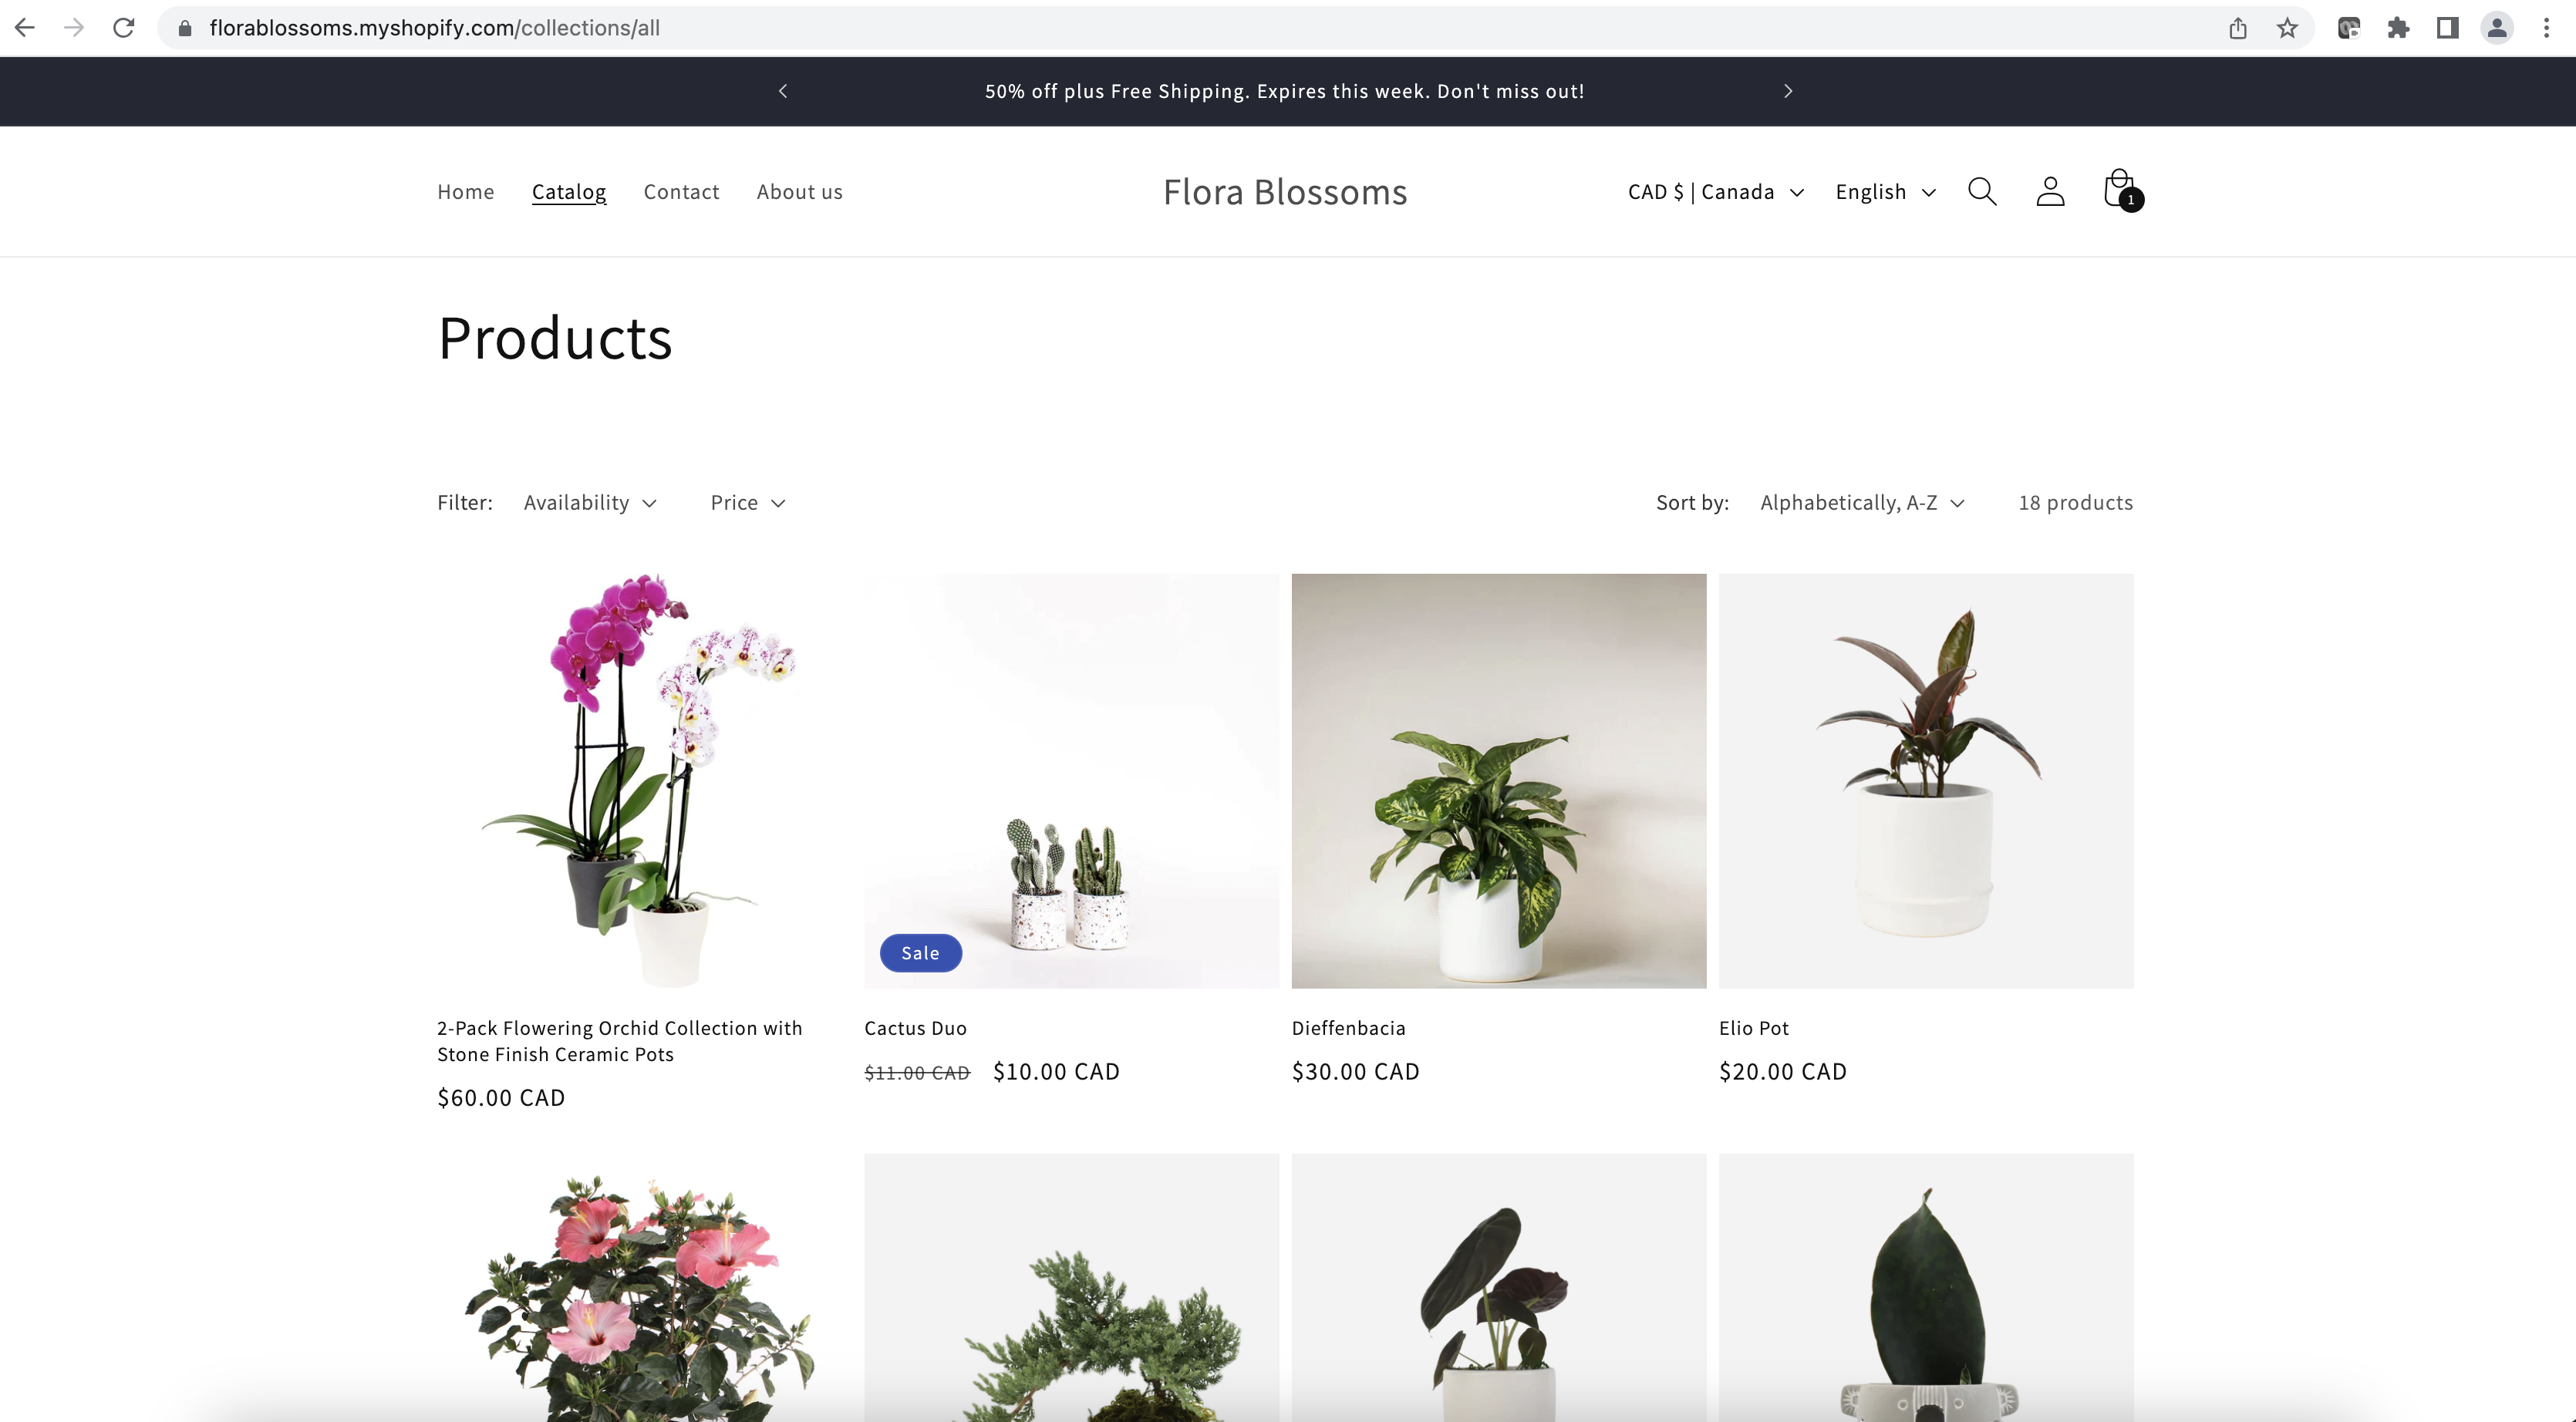 florablossoms.myshopify.com/collections/all
50% off plus Free Shipping. Expires this week. Don't miss out!
Home Catalog Contact About us
Flora Blossoms
CAD $ | Canada English
1
Products
Filter: Availability Price
Sort by: Alphabetically, A-Z 18 products
Sale
2-Pack Flowering Orchid Collection with
Stone Finish Ceramic Pots
$60.00 CAD
Cactus Duo
$11.00 CAD $10.00 CAD
Dieffenbacia
$30.00 CAD
Elio Pot
$20.00 CAD